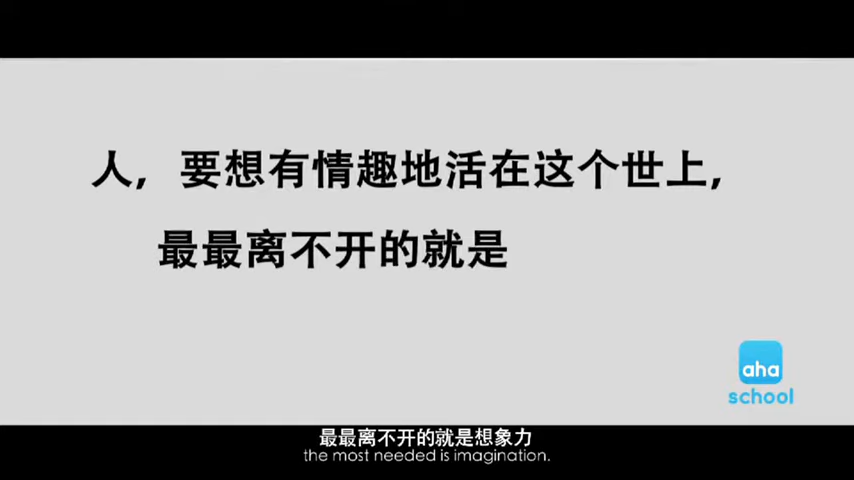 人，要想有情趣地活在这个世上，
最最离不开的就是
aha
school
最最离不开的就是想象力
the most needed is imagination.